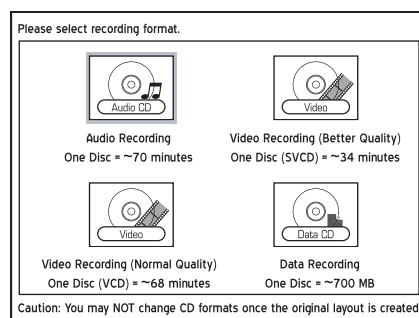 Please select recording format.
Audio CD
Video
Audio Recording
Video Recording (Better Quality)
One Disc = ~70 minutes
One Disc (SVCD) = ~34 minutes
Video
Data CD
Video Recording (Normal Quality)
Data Recording
One Disc (VCD) = ~68 minutes
One Disc = ~700 MB
Caution: You may NOT change CD formats once the original layout is created